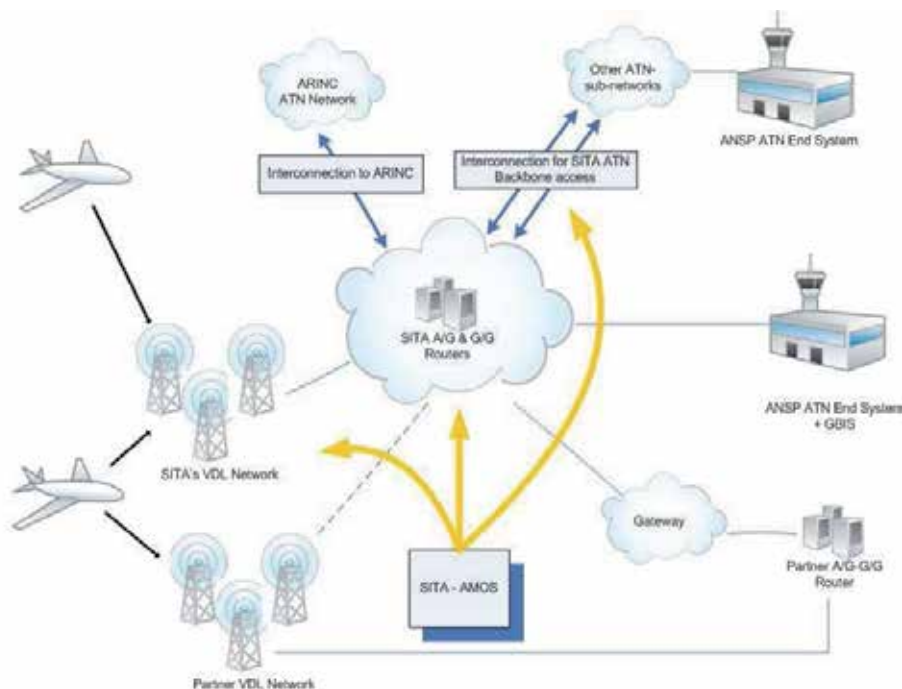 ARINC
ATN Network
Other ATN-
sub-networks
ANSP ATN End System
Interconnection to ARINC
Interconnection for SITA ATN
Backbone access
SITA A/G & G/G
Routers
ANSP ATN End System
+ GBIS
SITA's VDL Network
Gateway
Partner A/G-G/G
Router
SITA - AMOS
Partner VDL Network